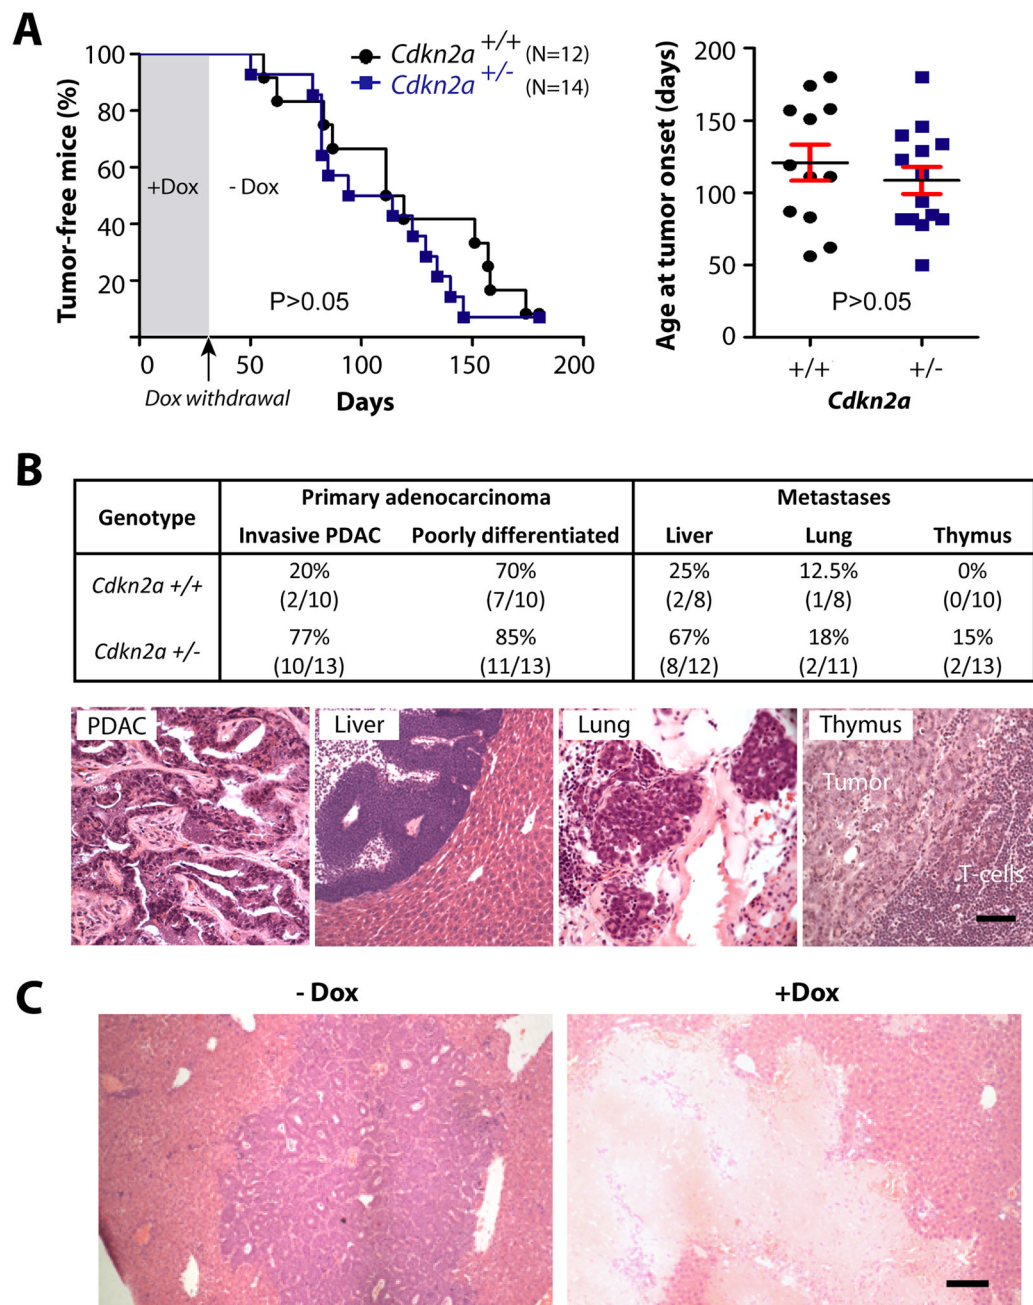 A
Cdkn2a +/+ (N=12)
Cdkn2a +/- (N=14)
Tumor-free mice (%)
100
80
60
40
20
+Dox
- Dox
P>0.05
0 50 100 150 200
Dox withdrawal
Days
Age at tumor onset (days)
200
150
100
50
0
P>0.05
+/+ +/-
Cdkn2a
B
Genotype
Primary adenocarcinoma Metastases
Invasive PDAC Poorly differentiated Liver Lung Thymus
Cdkn2a +/+
20% 70% 25% 12.5% 0%
(2/10) (7/10) (2/8) (1/8) (0/10)
Cdkn2a +/-
77% 85% 67% 18% 15%
(10/13) (11/13) (8/12) (2/11) (2/13)
PDAC
Liver
Lung
Thymus
Tumor
T-cells
C
- Dox
+Dox